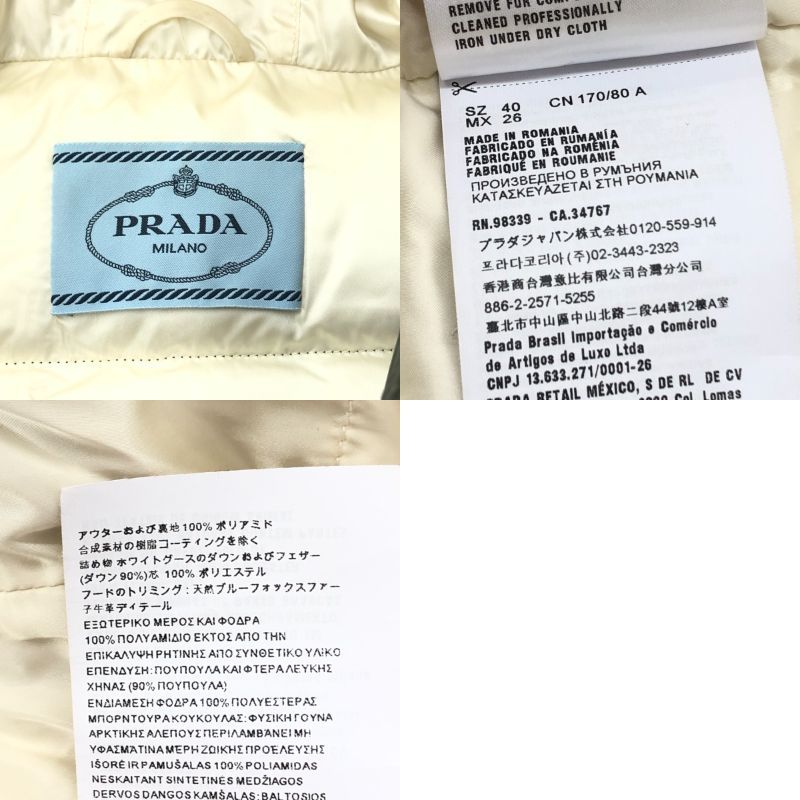 PRADA
MILANO
REMOVE FOR COMP
CLEANED PROFESSIONALLY
IRON UNDER DRY CLOTH
SZ 40 CN 170/80 A
MX 26
MADE IN ROMANIA
FABRICADO EN RUMANÍA
FABRICADO NA ROMÉNIA
FABRIQUÉ EN ROUMANIE
ПРОИЗВЕДЕНО В РУМЪНИЯ
ΚΑΤΑΣΚΕΥΑΖΕΤΑΙ ΣΤΗ ΡΟΥΜΑΝΙΑ
RN.98339 - CA.34767
プラダジャパン株式会社0120-559-914
프라다코리아(주)02-3443-2323
香港商台灣意比有限公司台灣分公司
886-2-2571-5255
臺北市中山區中山北路二段44號12樓A室
Prada Brasil Importação e Comércio
de Artigos de Luxo Ltda
CNPJ 13.633.271/0001-26
PRADA RETAIL MÉXICO, S DE RL DE CV
Col. Lomas
アウターおよび裏地100% ポリアミド
合成素材の樹脂コーティングを除く
詰め物 ホワイトグースのダウンおよびフェザー
(ダウン90%)芯 100% ポリエステル
フードのトリミング : 天然ブルーフォックスファー
子牛革ディテール
ΕΞΩΤΕΡΙΚΟ ΜΕΡΟΣ ΚΑΙ ΦΟΔΡΑ
100% ΠΟΛΥΑΜΙΔΙΟ ΕΚΤΟΣ ΑΠΟ ΤΗΝ
ΕΠΙΚΑΛΥΨΗ ΡΗΤΙΝΗΣ ΑΠΟ ΣΥΝΘΕΤΙΚΟ ΥΛΙΚΟ
ΕΠΕΝΔΥΣΗ: ΠΟΥΠΟΥΛΑ ΚΑΙ ΦΤΕΡΑ ΛΕΥΚΗΣ
ΧΗΝΑΣ (90% ΠΟΥΠΟΥΛΑ)
ΕΝΔΙΑΜΕΣΗ ΦΟΔΡΑ 100% ΠΟΛΥΕΣΤΕΡΑΣ
ΜΠΟΡΝΤΟΥΡΑ ΚΟΥΚΟΥΛΑΣ: ΦΥΣΙΚΗ ΓΟΥΝΑ
ΑΡΚΤΙΚΗΣ ΑΛΕΠΟΥΣ ΠΕΡΙΛΑΜΒΑΝΕΙ ΜΗ
ΥΦΑΣΜΑΤΙΝΑ ΜΕΡΗ ΖΩΙΚΗΣ ΠΡΟΕΛΕΥΣΗΣ
IŠORĖ IR PAMUŠALAS 100% POLIAMIDAS
NESKAITANT SINTETINĖS MEDŽIAGOS
DERVOS DANGOS KAMŠALAS: BALTOSIOS